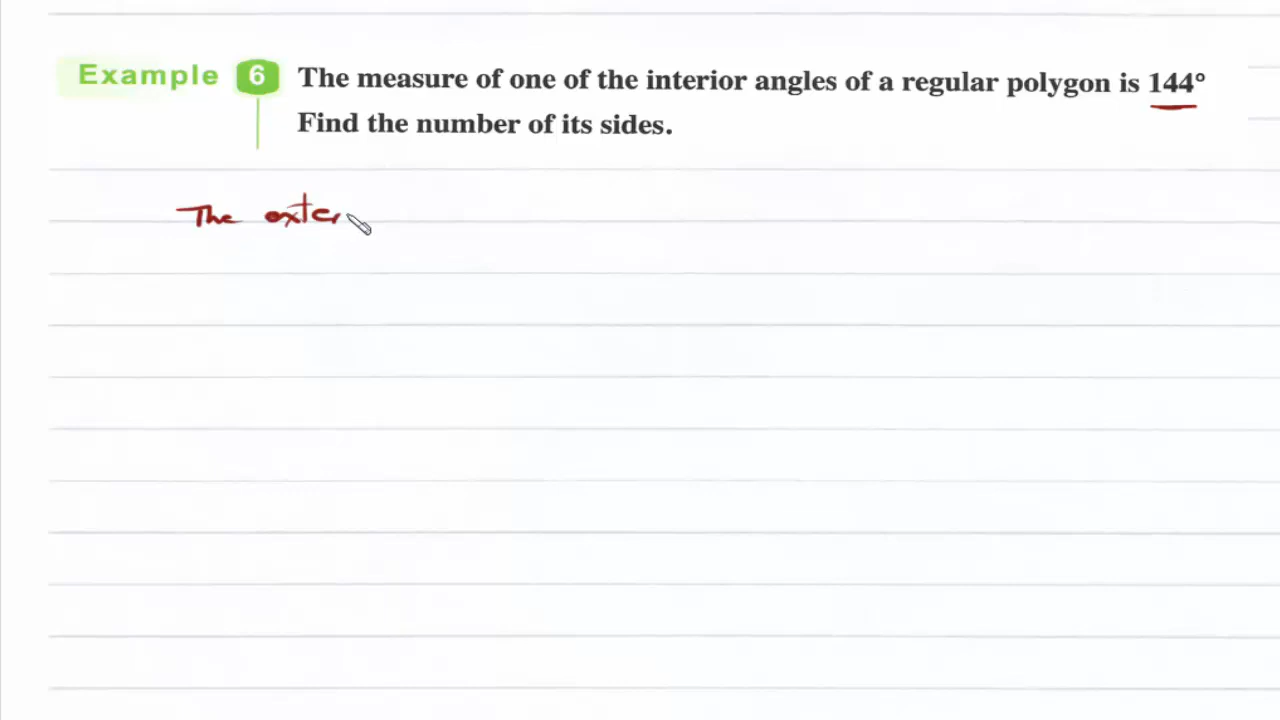 Example 6 The measure of one of the interior angles of a regular polygon is 144°
Find the number of its sides.
The exter